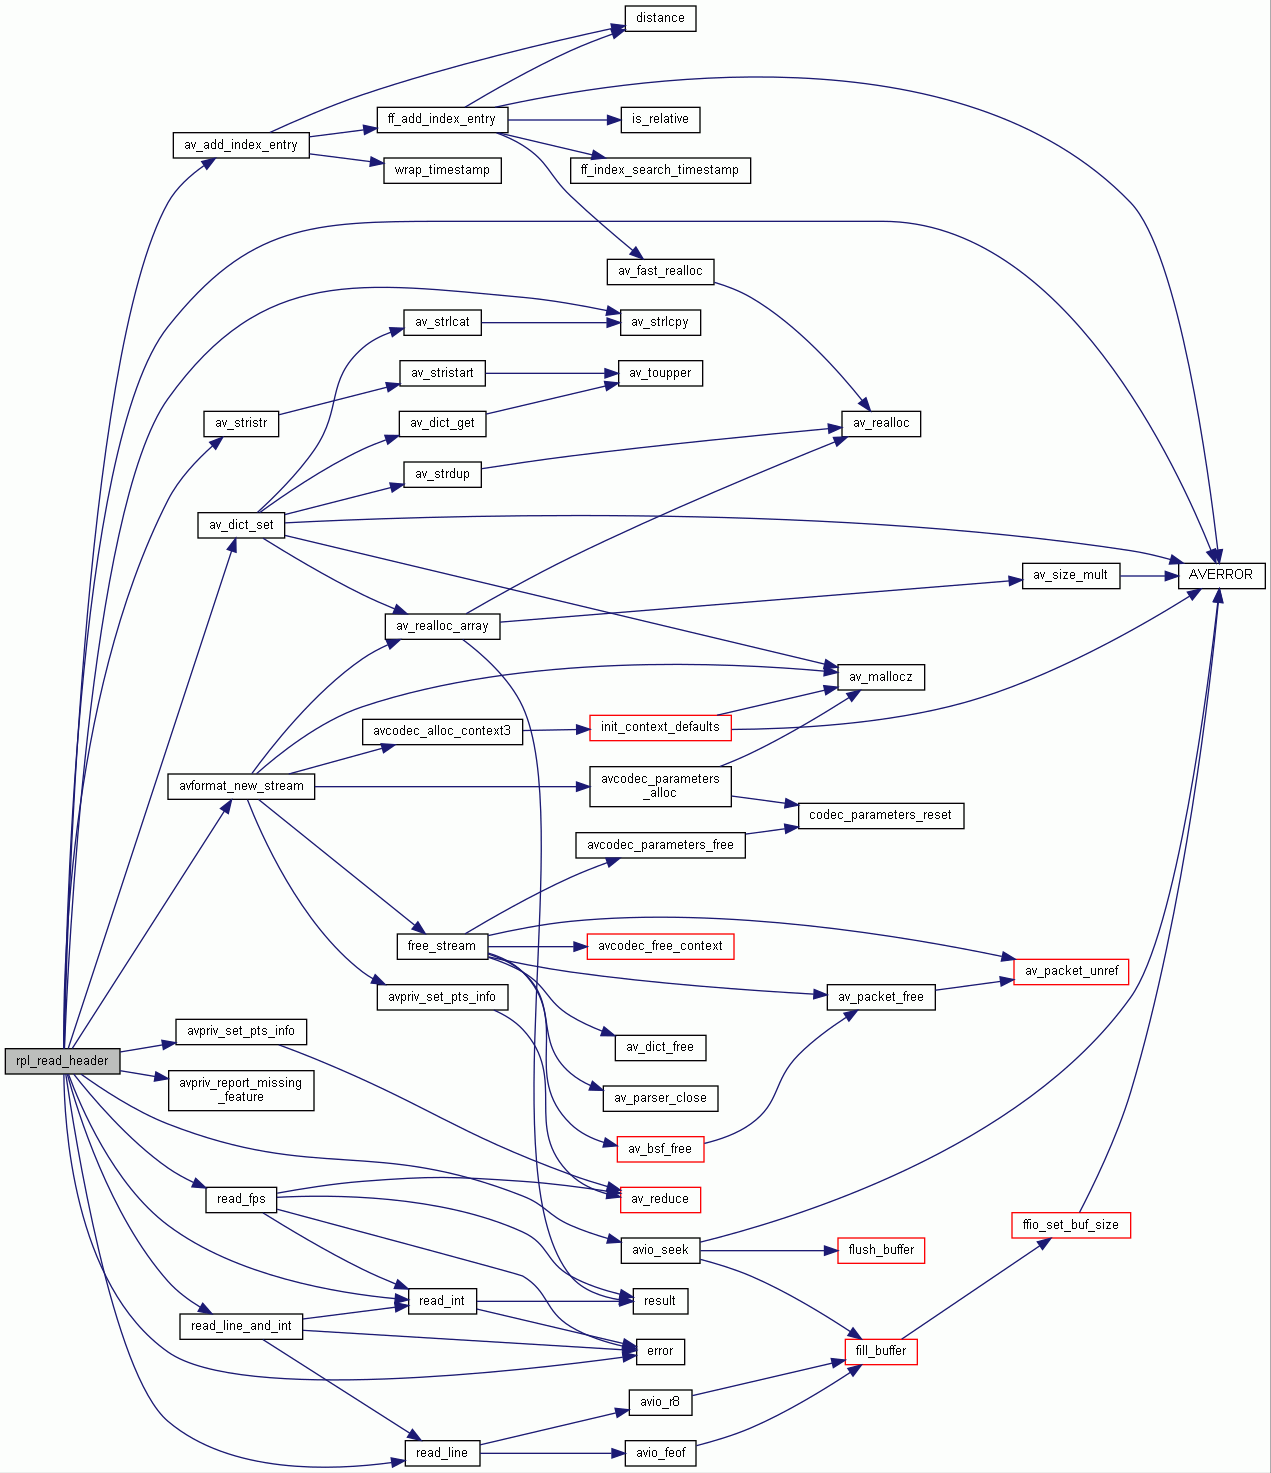 distance
ff_add_index_entry
is_relative
av_add_index_entry
wrap_timestamp
ff_index_search_timestamp
av_fast_realloc
av_strlcat
av_strlcpy
av_stristart
av_toupper
av_stristr
av_dict_get
av_realloc
av_strdup
av_dict_set
av_size_mult
AVERROR
av_realloc_array
av_mallocz
avcodec_alloc_context3
init_context_defaults
avformat_new_stream
avcodec_parameters
_alloc
codec_parameters_reset
avcodec_parameters_free
free_stream
avcodec_free_context
av_packet_unref
avpriv_set_pts_info
av_packet_free
avpriv_set_pts_info
av_dict_free
rpl_read_header
avpriv_report_missing
_feature
av_parser_close
av_bsf_free
read_fps
av_reduce
ffio_set_buf_size
avio_seek
flush_buffer
read_int
result
read_line_and_int
error
fill_buffer
avio_r8
read_line
avio_feof